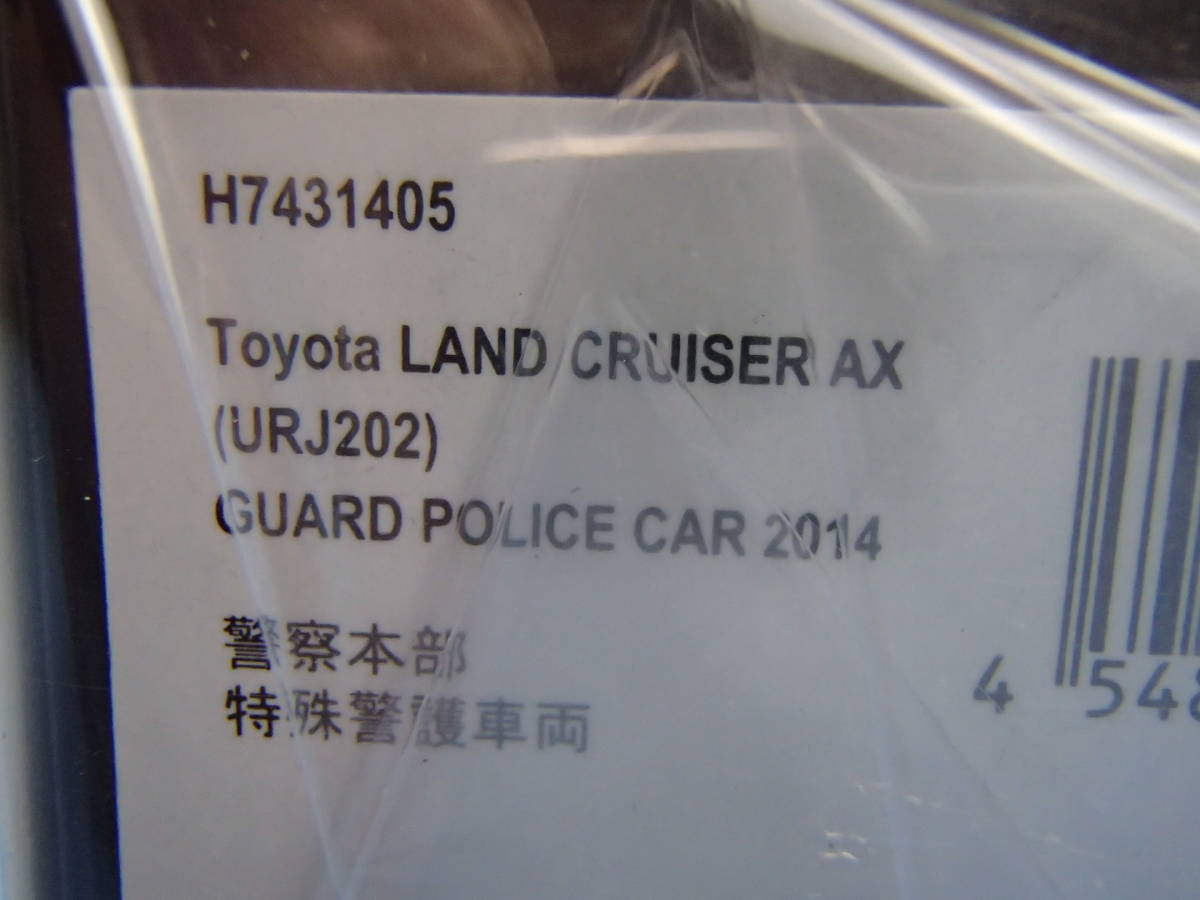 H7431405
Toyota LAND CRUISER AX
(URJ202)
GUARD POLICE CAR 2014
警察本部
特殊警護車両
4 548